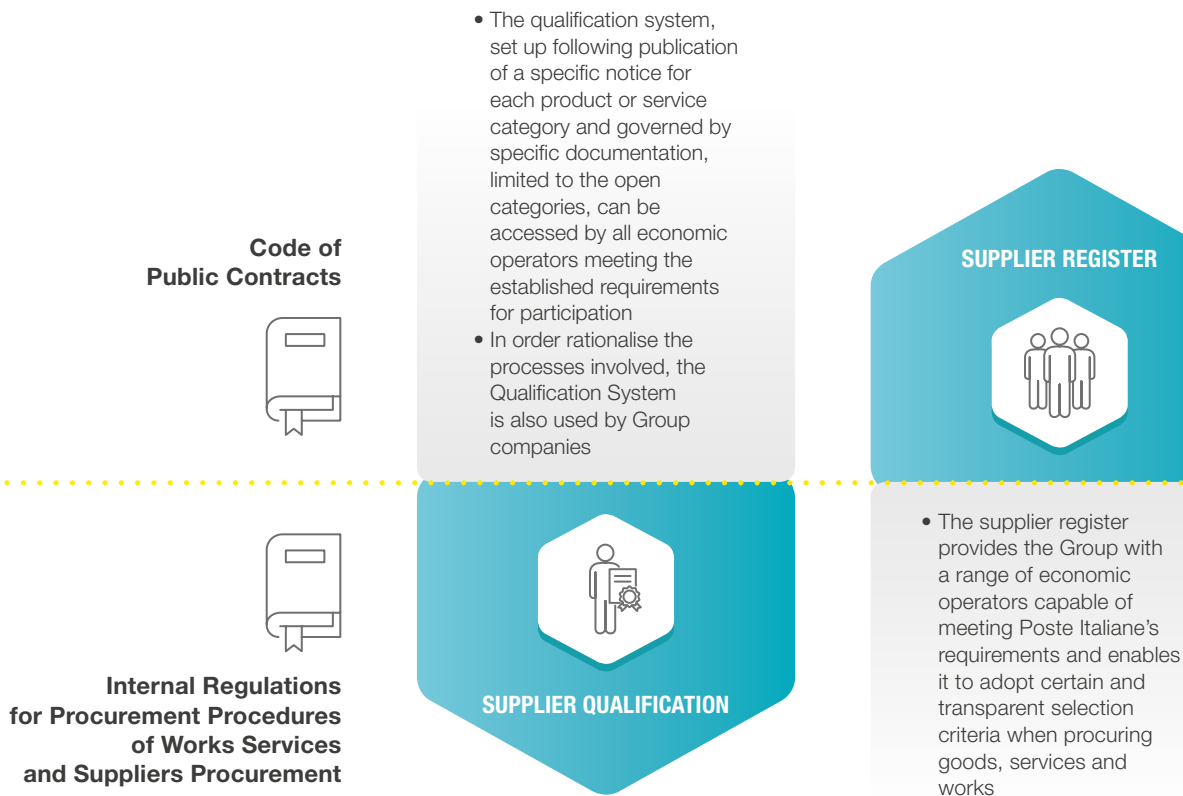 • The qualification system,
set up following publication
of a specific notice for
each product or service
category and governed by
specific documentation,
limited to the open
categories, can be
accessed by all economic
operators meeting the
established requirements
for participation
• In order rationalise the
processes involved, the
Qualification System
is also used by Group
companies
Code of
Public Contracts
SUPPLIER REGISTER
Internal Regulations
for Procurement Procedures
of Works Services
and Suppliers Procurement
SUPPLIER QUALIFICATION
• The supplier register
provides the Group with
a range of economic
operators capable of
meeting Poste Italiane’s
requirements and enables
it to adopt certain and
transparent selection
criteria when procuring
goods, services and
works